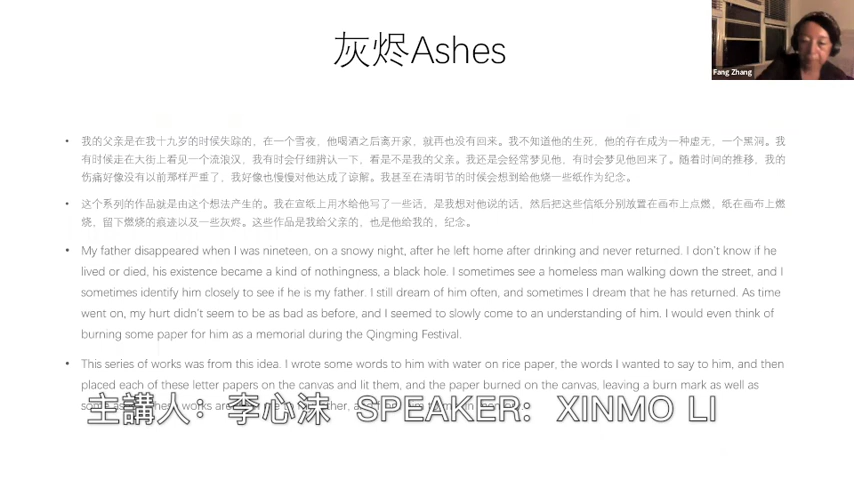 灰烬Ashes
Fang Zhang
• 我的父亲是在我十九岁的时候失踪的，在一个雪夜，他喝酒之后离开家，就再也没有回来。我不知道他的生死，他的存在成为一种虚无，一个黑洞。我
有时候走在大街上看见一个流浪汉，我有时会仔细辨认一下，看是不是我的父亲。我还是会经常梦见他，有时会梦见他回来了。随着时间的推移，我的
伤痛好像没有以前那样严重了，我好像也慢慢对他达成了谅解。我甚至在清明节的时候会想到给他烧一些纸作为纪念。
• 这个系列的作品就是由这个想法产生的。我在宣纸上用水给他写了一些话，是我想对他说的话，然后把这些信纸分别放置在画布上点燃，纸在画布上燃
烧，留下燃烧的痕迹以及一些灰烬。这些作品是我给父亲的，也是他给我的，纪念。
• My father disappeared when I was nineteen, on a snowy night, after he left home after drinking and never returned. I don't know if he
lived or died, his existence became a kind of nothingness, a black hole. I sometimes see a homeless man walking down the street, and I
sometimes identify him closely to see if he is my father. I still dream of him often, and sometimes I dream that he has returned. As time
went on, my hurt didn't seem to be as bad as before, and I seemed to slowly come to an understanding of him. I would even think of
burning some paper for him as a memorial during the Qingming Festival.
• This series of works was from this idea. I wrote some words to him with water on rice paper, the words I wanted to say to him, and then
placed each of these letter papers on the canvas and lit them, and the paper burned on the canvas, leaving a burn mark as well as
主講人：李心沫 SPEAKER: XINMO LI